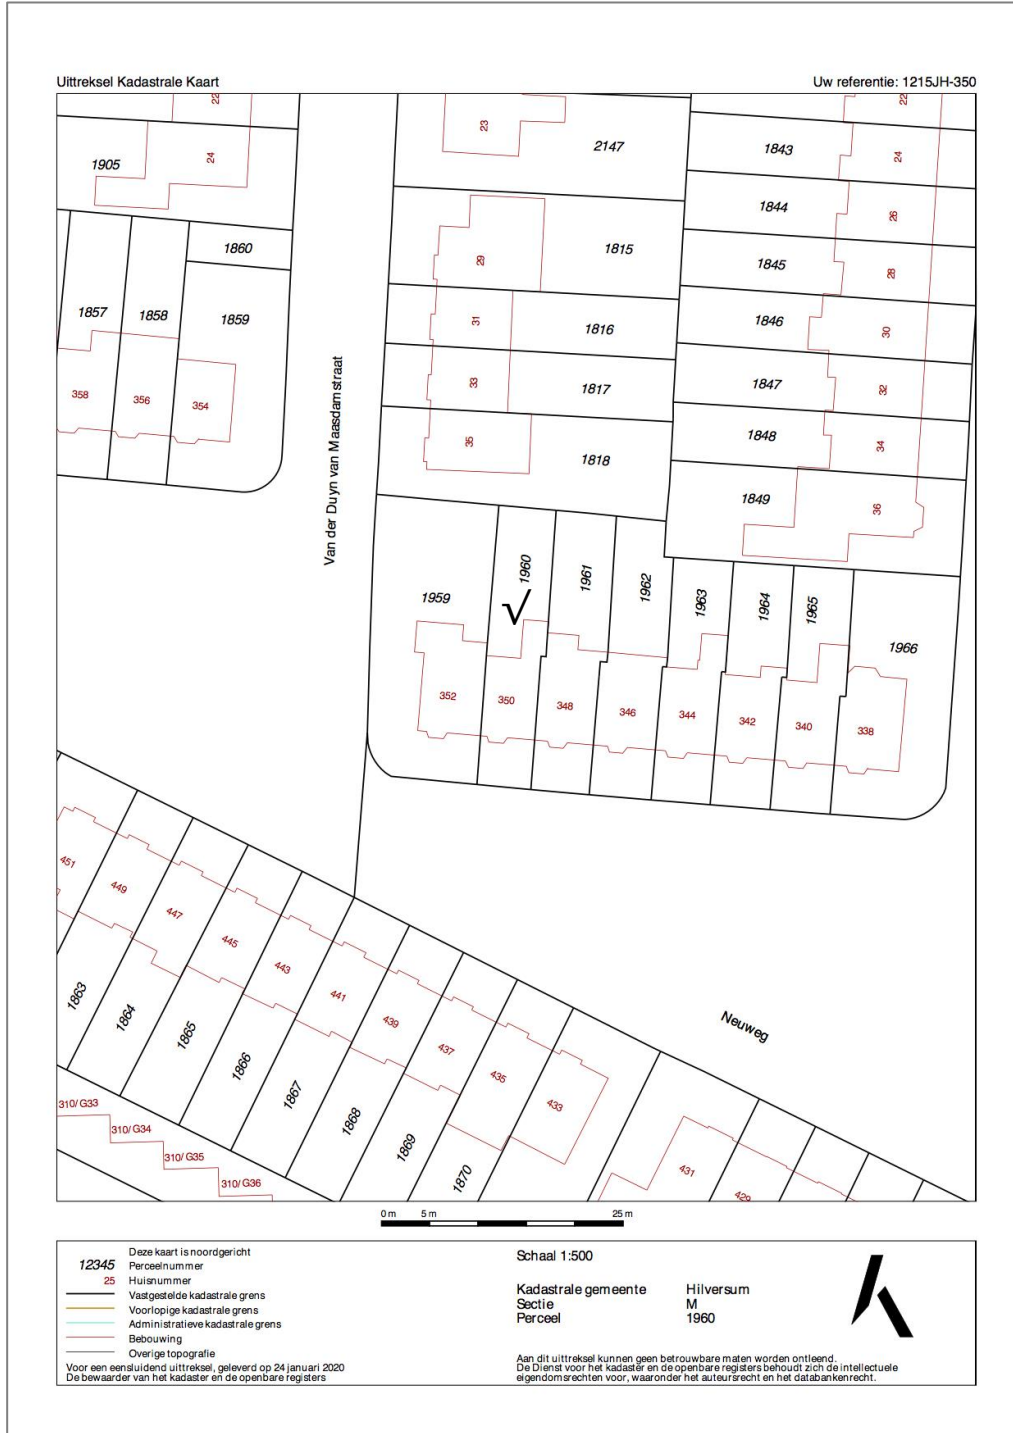 Uittreksel Kadastrale Kaart
Uw referentie: 1215JH-350
22
23
22
2147
1843
24
24
1905
1844
26
1860
1815
29
1845
28
1857
1858
1859
31
1816
1846
30
33
1817
1847
32
358
356
354
35
1818
1848
34
Van der Duyn van Maasdamstraat
1849
36
1959
1960
1961
1962
1963
1964
1965
1966
√
352
350
348
346
344
342
340
338
451
449
447
445
443
441
439
437
435
433
431
429
Neuweg
1863
1864
1865
1866
1867
1868
1869
1870
310/G33
310/G34
310/G35
310/G36
0 m 5 m 25 m
Deze kaart is noordgericht
12345 Perceelnummer
25 Huisnummer
Vastgestelde kadastrale grens
Voorlopige kadastrale grens
Administratieve kadastrale grens
Bebouwing
Overige topografie
Voor een eensluidend uittreksel, geleverd op 24 januari 2020
De bewaarder van het kadaster en de openbare registers
Schaal 1:500
Kadastrale gemeente Hilversum
Sectie M
Perceel 1960
Aan dit uittreksel kunnen geen betrouwbare maten worden ontleend.
De Dienst voor het kadaster en de openbare registers behoudt zich de intellectuele
eigendomsrechten voor, waaronder het auteursrecht en het databankenrecht.